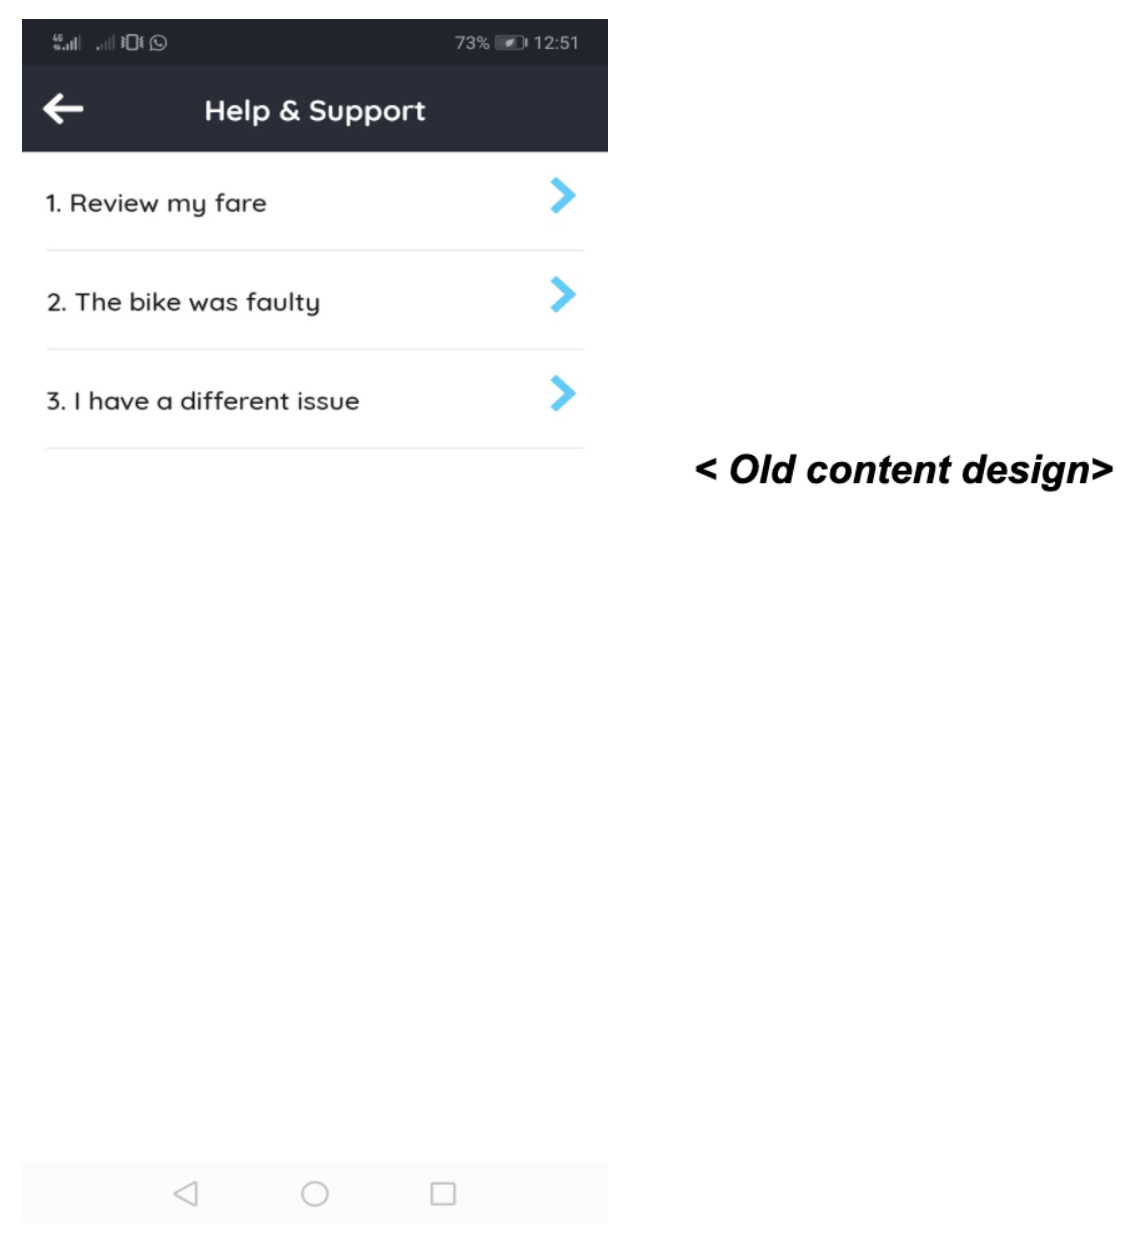 4G
73% 12:51
Help & Support
1. Review my fare
2. The bike was faulty
3. I have a different issue
< Old content design>